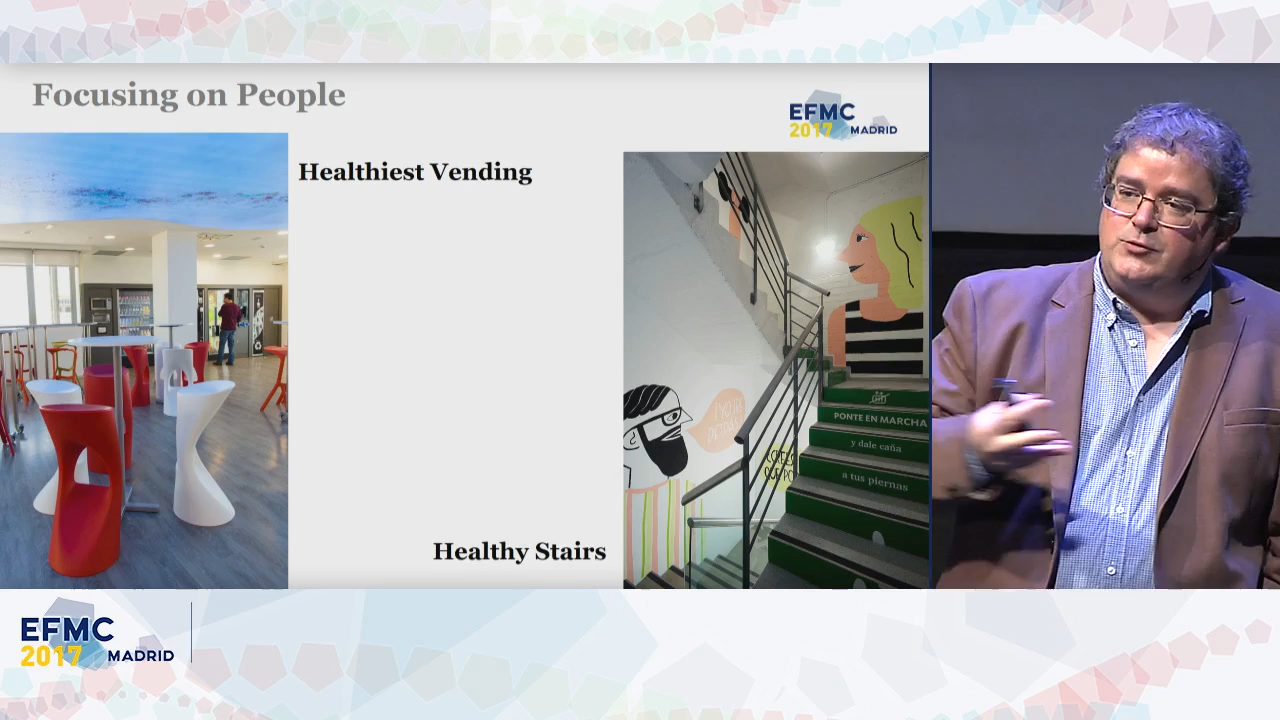 Focusing on People
EFMC
2017 MADRID
Healthiest Vending
PONTE EN MARCHA
y dale caña
a tus piernas
Healthy Stairs
EFMC
2017 MADRID